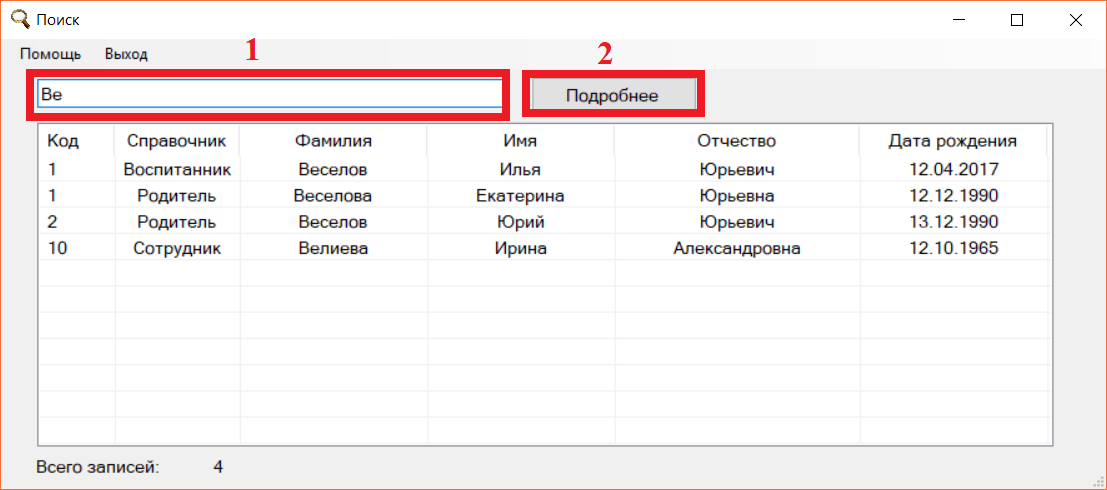 Поиск
Помощь Выход 1 2
Ве Подробнее
Код Справочник Фамилия Имя Отчество Дата рождения
1 Воспитанник Веселов Илья Юрьевич 12.04.2017
1 Родитель Веселова Екатерина Юрьевна 12.12.1990
2 Родитель Веселов Юрий Юрьевич 13.12.1990
10 Сотрудник Велиева Ирина Александровна 12.10.1965
Всего записей: 4